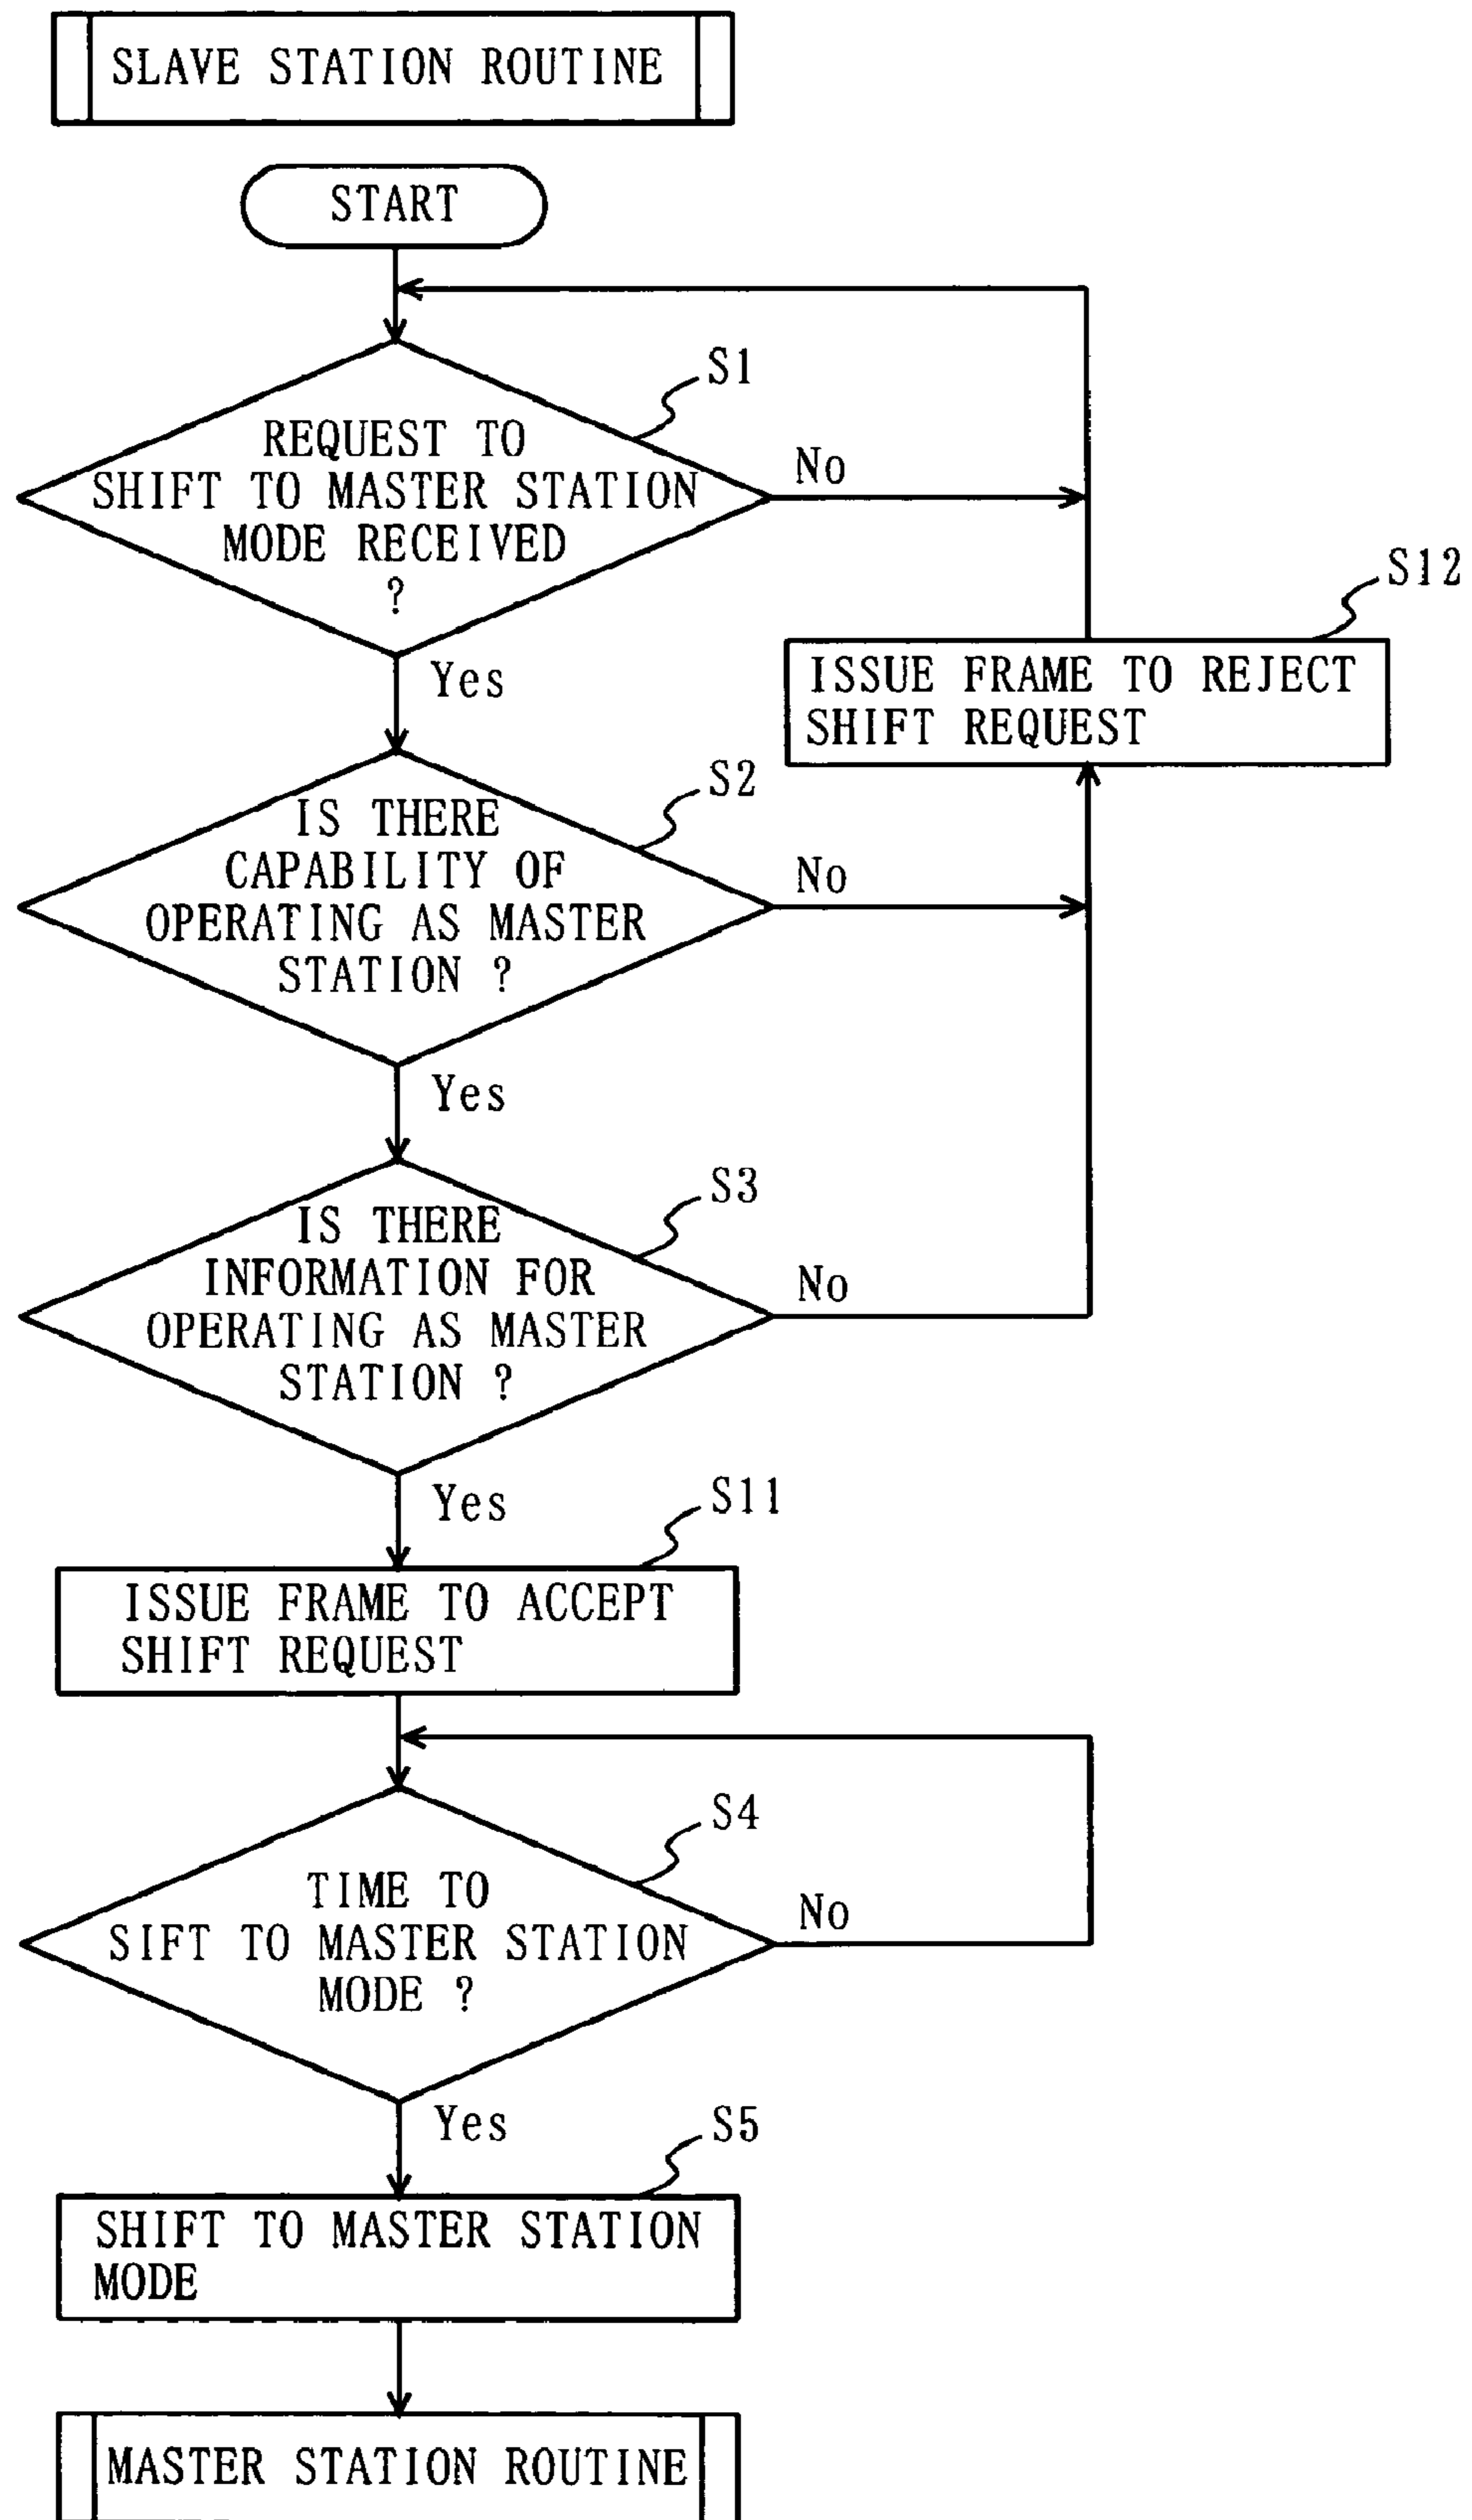 SLAVE STATION ROUTINE
START
S1
REQUEST TO
SHIFT TO MASTER STATION
MODE RECEIVED
?
No
Yes
S12
ISSUE FRAME TO REJECT
SHIFT REQUEST
S2
IS THERE
CAPABILITY OF
OPERATING AS MASTER
STATION ?
No
Yes
S3
IS THERE
INFORMATION FOR
OPERATING AS MASTER
STATION ?
No
Yes
S11
ISSUE FRAME TO ACCEPT
SHIFT REQUEST
S4
TIME TO
SIFT TO MASTER STATION
MODE ?
No
Yes
S5
SHIFT TO MASTER STATION
MODE
MASTER STATION ROUTINE